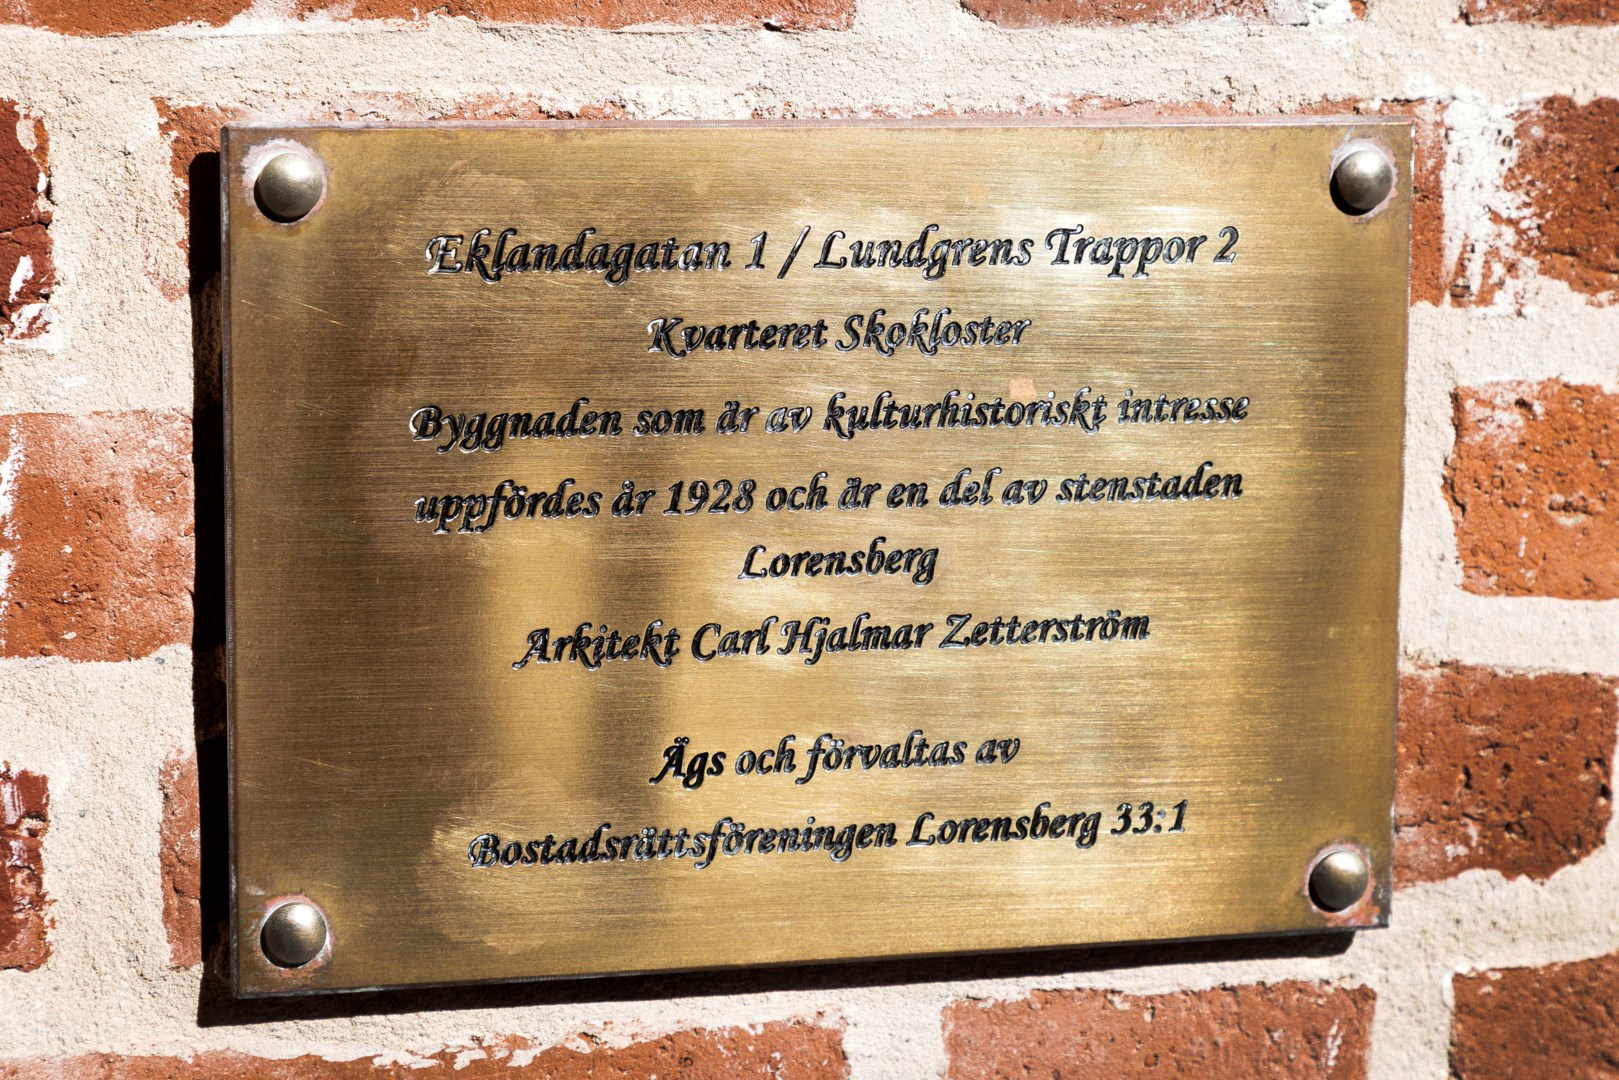 Eklandagatan 1 / Lundgrens Trappor 2
Kvarteret Skokloster
Byggnaden som är av kulturhistoriskt intresse
uppfördes år 1928 och är en del av stenstaden
Lorensberg
Arkitekt Carl Hjalmar Zetterström
Ägs och förvaltas av
Bostadsrättsföreningen Lorensberg 33:1